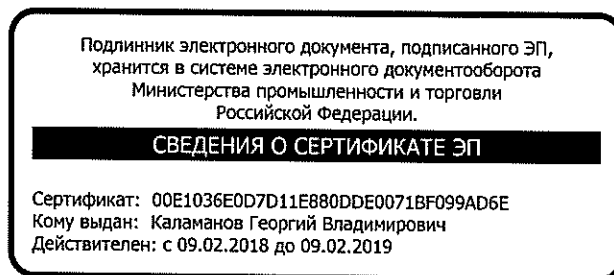 Подлинник электронного документа, подписанного ЭП,
хранится в системе электронного документооборота
Министерства промышленности и торговли
Российской Федерации.
СВЕДЕНИЯ О СЕРТИФИКАТЕ ЭП
Сертификат: 00E1036E0D7D11E880DDE0071BF099AD6E
Кому выдан: Каламанов Георгий Владимирович
Действителен: с 09.02.2018 до 09.02.2019